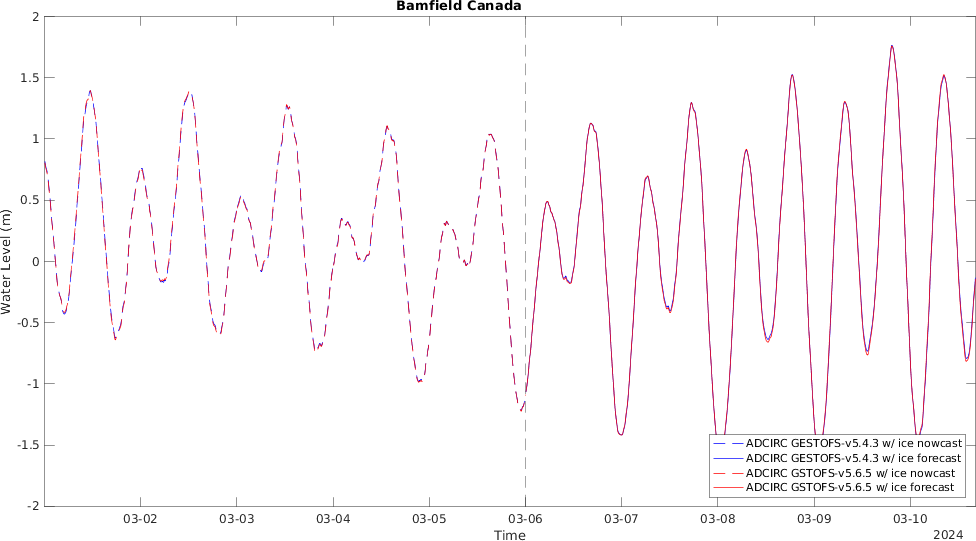 Bamfield Canada
2
1.5
1
0.5
0
-0.5
-1
-1.5
-2
Water Level (m)
ADCIRC GESTOFS-v5.4.3 w/ ice nowcast
ADCIRC GESTOFS-v5.4.3 w/ ice forecast
ADCIRC GSTOFS-v5.6.5 w/ ice nowcast
ADCIRC GSTOFS-v5.6.5 w/ ice forecast
03-02 03-03 03-04 03-05 03-06 03-07 03-08 03-09 03-10
Time
2024